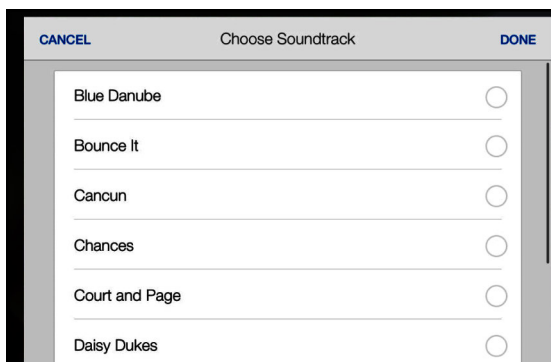 CANCEL Choose Soundtrack DONE
Blue Danube
Bounce It
Cancun
Chances
Court and Page
Daisy Dukes